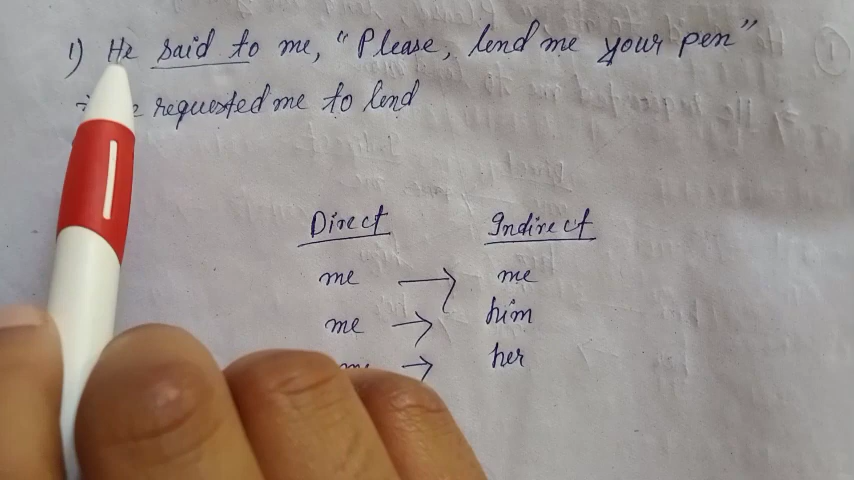 1) He said to me, "Please, lend me your pen"
requested me to lend
Direct Indirect
me → me
me → him
me → her